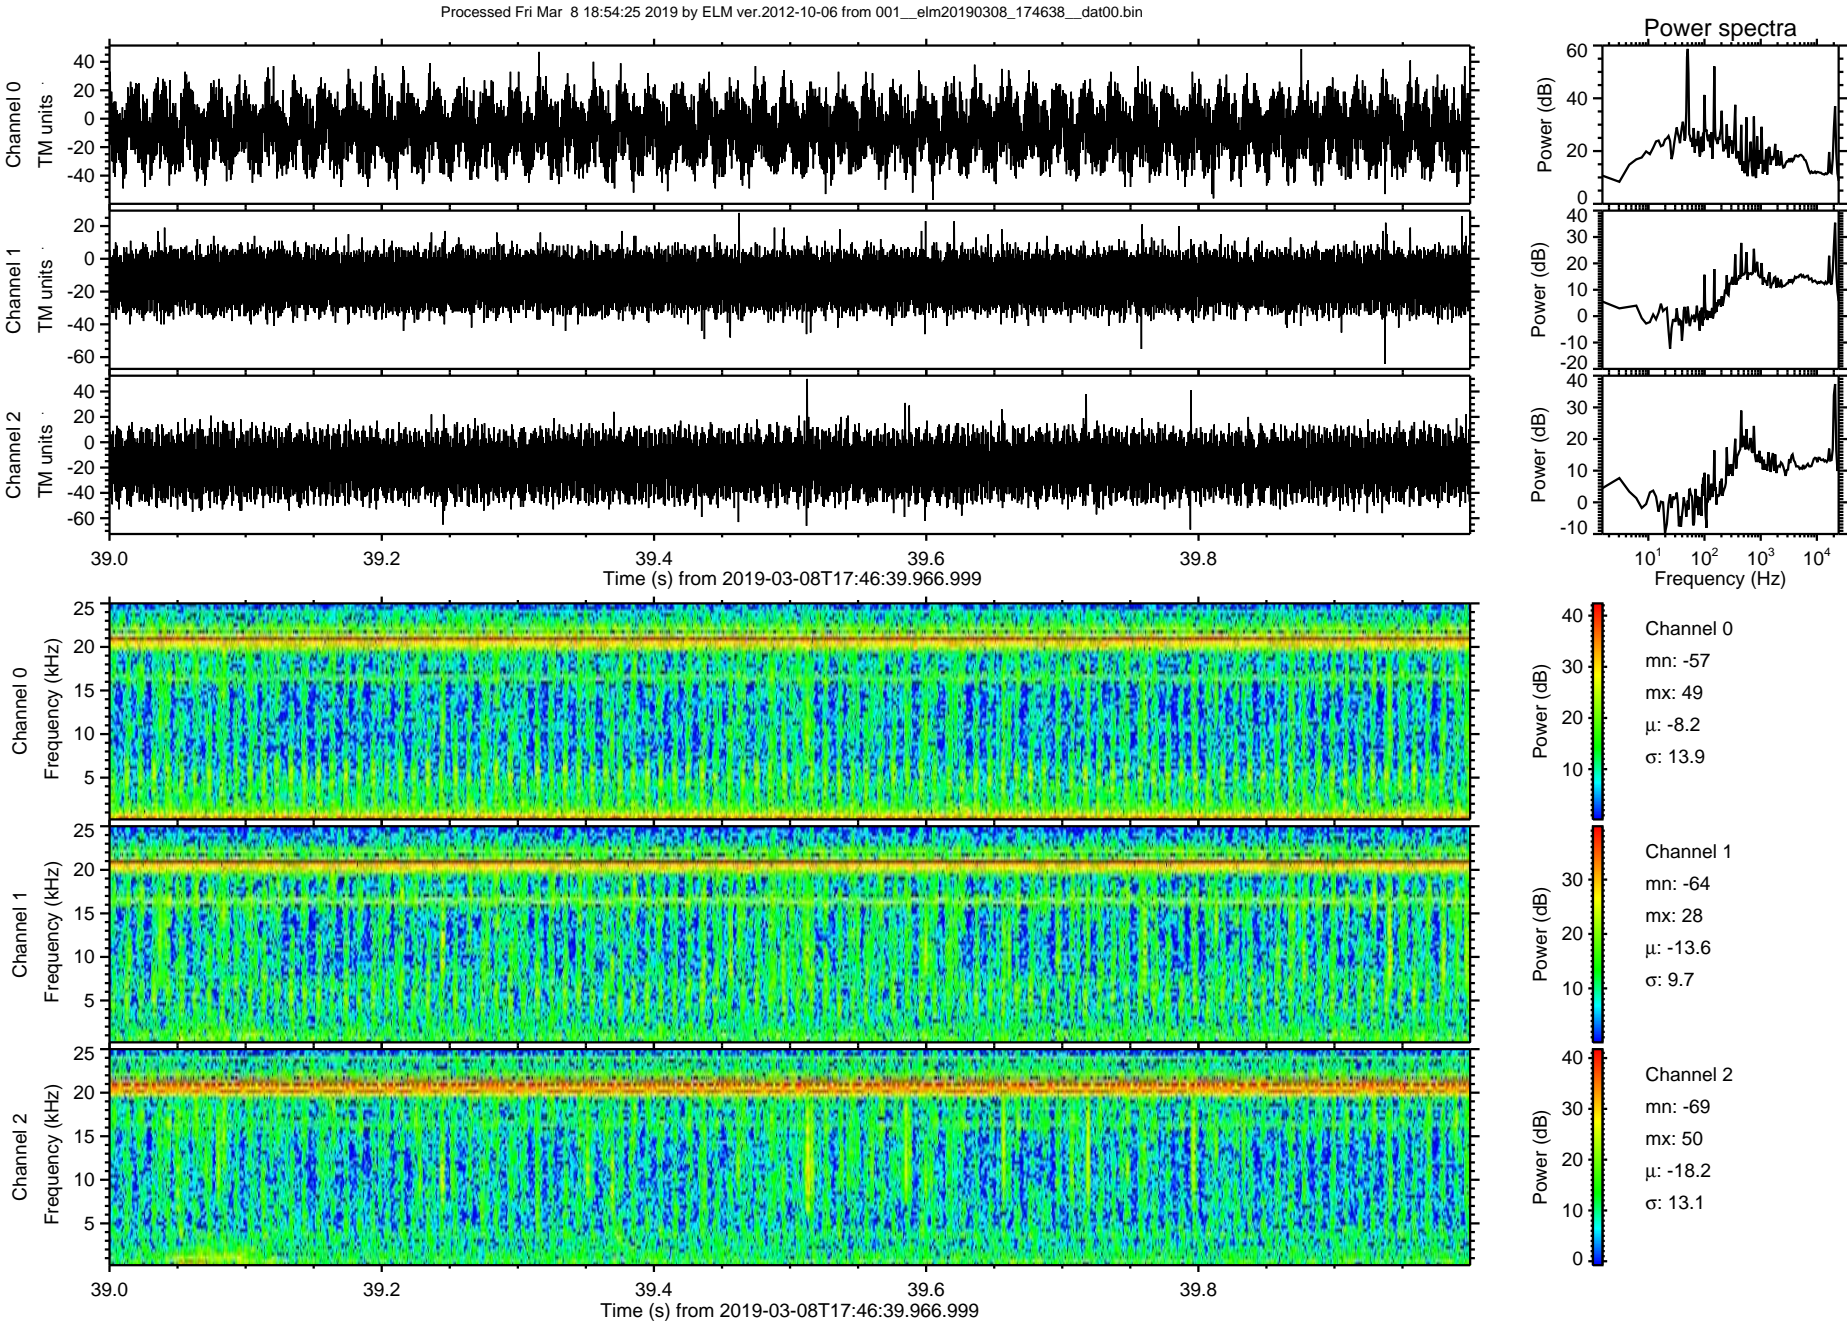 Processed Fri Mar  8 18:54:25 2019 by ELM ver.2012-10-06 from 001__elm20190308_174638__dat00.bin
Power spectra
Channel 0
TM units
40
20
0
-20
-40
Power (dB)
60
40
20
0
Channel 1
TM units
20
0
-20
-40
-60
Power (dB)
40
30
20
10
0
-10
-20
Channel 2
TM units
40
20
0
-20
-40
-60
Power (dB)
40
30
20
10
0
-10
39.0 39.2 39.4 39.6 39.8
Time (s) from 2019-03-08T17:46:39.966.999
10^1 10^2 10^3 10^4
Frequency (Hz)
Channel 0
Frequency (kHz)
25
20
15
10
5
Power (dB)
40
30
20
10
Channel 0
mn: -57
mx: 49
μ: -8.2
σ: 13.9
Channel 1
Frequency (kHz)
25
20
15
10
5
Power (dB)
30
20
10
Channel 1
mn: -64
mx: 28
μ: -13.6
σ: 9.7
Channel 2
Frequency (kHz)
25
20
15
10
5
Power (dB)
40
30
20
10
0
Channel 2
mn: -69
mx: 50
μ: -18.2
σ: 13.1
39.0 39.2 39.4 39.6 39.8
Time (s) from 2019-03-08T17:46:39.966.999